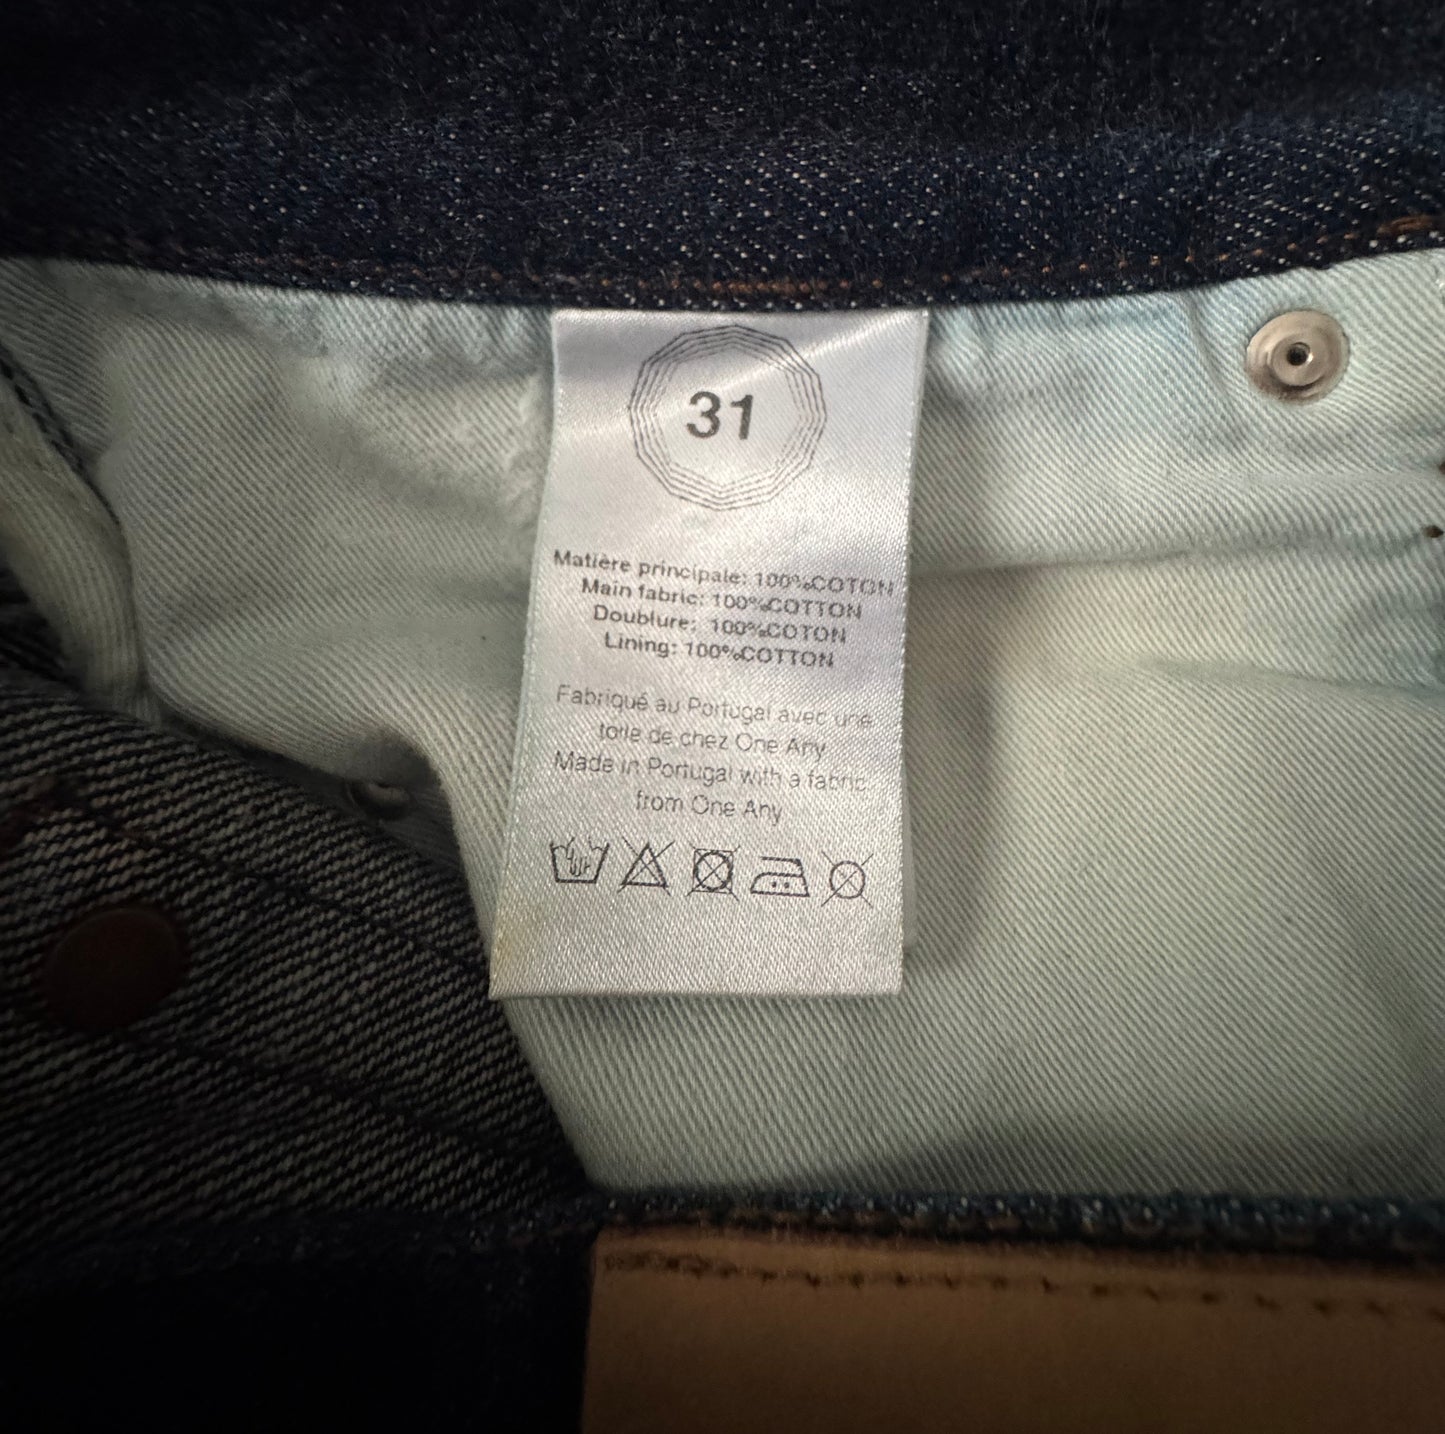 31
Matière principale: 100%COTON
Main fabric: 100%COTTON
Doublure: 100%COTON
Lining: 100%COTTON
Fabriqué au Portugal avec une
toile de chez One Any
Made in Portugal with a fabric
from One Any